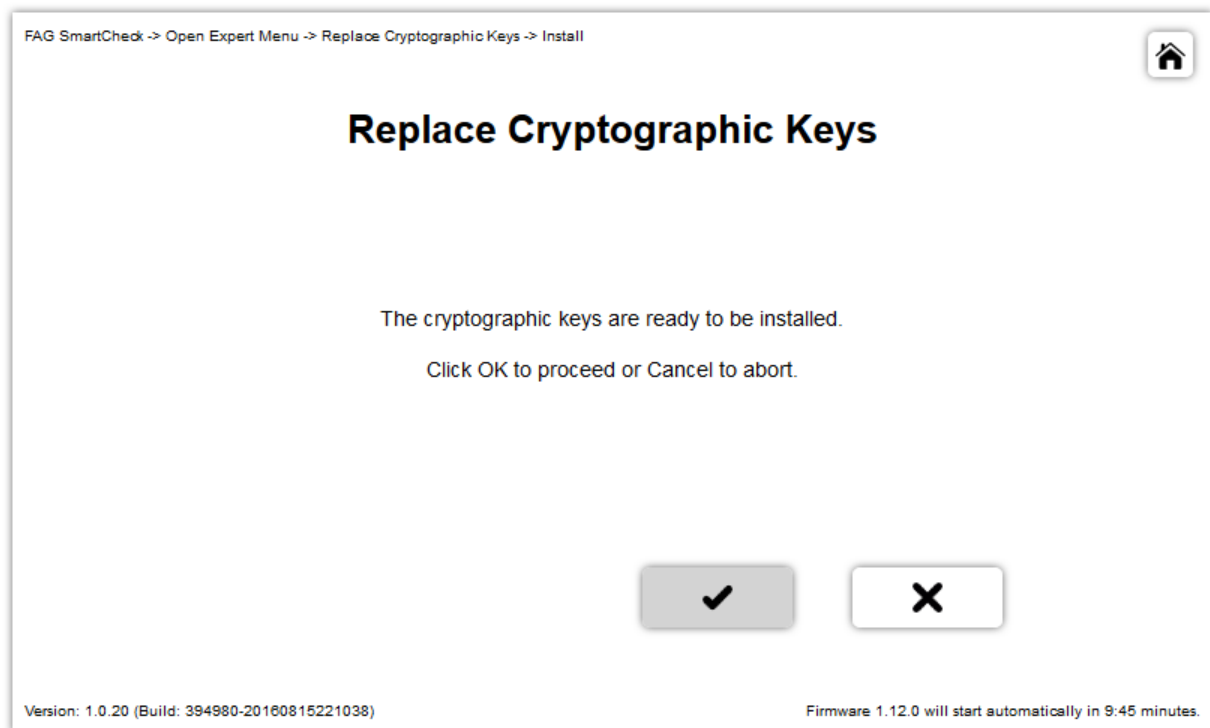 FAG SmartCheck -> Open Expert Menu -> Replace Cryptographic Keys -> Install
Replace Cryptographic Keys
The cryptographic keys are ready to be installed.
Click OK to proceed or Cancel to abort.
Version: 1.0.20 (Build: 394980-20160815221038)
Firmware 1.12.0 will start automatically in 9:45 minutes.